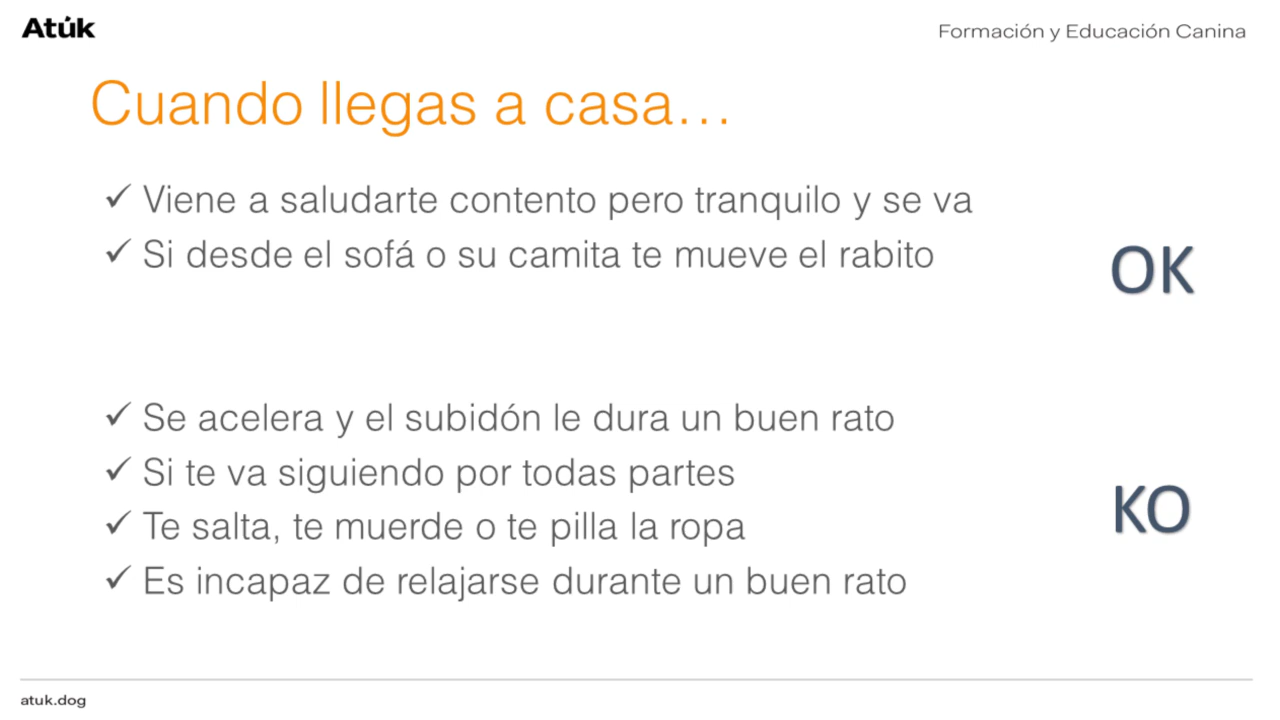 Atúk
Formación y Educación Canina
Cuando llegas a casa...
✓ Viene a saludarte contento pero tranquilo y se va
✓ Si desde el sofá o su camita te mueve el rabito
OK
✓ Se acelera y el subidón le dura un buen rato
✓ Si te va siguiendo por todas partes
✓ Te salta, te muerde o te pilla la ropa
✓ Es incapaz de relajarse durante un buen rato
KO
atuk.dog